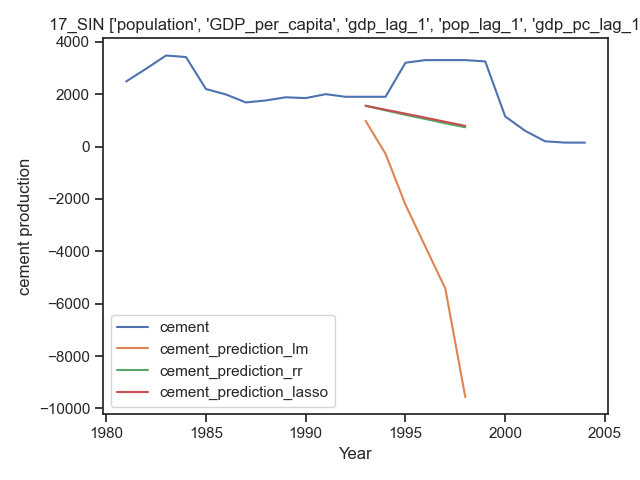 17_SIN ['population', 'GDP_per_capita', 'gdp_lag_1', 'pop_lag_1', 'gdp_pc_lag_1
4000
2000
0
−2000
−4000
−6000
−8000
−10000
cement production
cement
cement_prediction_lm
cement_prediction_rr
cement_prediction_lasso
1980 1985 1990 1995 2000 2005
Year